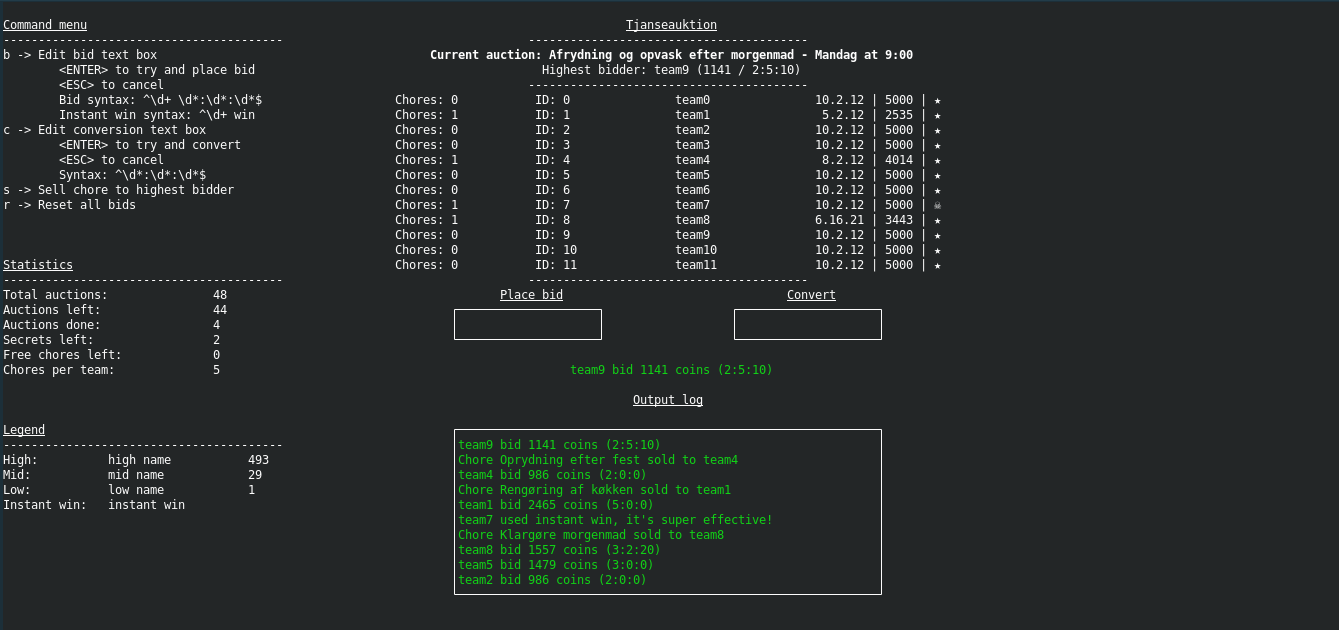 Command menu
---------------------------------------
b -> Edit bid text box
<ENTER> to try and place bid
<ESC> to cancel
Bid syntax: ^\d+ \d*:\d*:\d*$
Instant win syntax: ^\d+ win
c -> Edit conversion text box
<ENTER> to try and convert
<ESC> to cancel
Syntax: ^\d*:\d*:\d*$
s -> Sell chore to highest bidder
r -> Reset all bids
Statistics
---------------------------------------
Total auctions: 48
Auctions left: 44
Auctions done: 4
Secrets left: 2
Free chores left: 0
Chores per team: 5
Legend
---------------------------------------
High: high name 493
Mid: mid name 29
Low: low name 1
Instant win: instant win
Tjanseauktion
---------------------------------------
Current auction: Afrydning og opvask efter morgenmad - Mandag at 9:00
Highest bidder: team9 (1141 / 2:5:10)
---------------------------------------
Chores: 0 ID: 0 team0 10.2.12 | 5000 | ★
Chores: 1 ID: 1 team1 5.2.12 | 2535 | ★
Chores: 0 ID: 2 team2 10.2.12 | 5000 | ★
Chores: 0 ID: 3 team3 10.2.12 | 5000 | ★
Chores: 1 ID: 4 team4 8.2.12 | 4014 | ★
Chores: 0 ID: 5 team5 10.2.12 | 5000 | ★
Chores: 0 ID: 6 team6 10.2.12 | 5000 | ★
Chores: 1 ID: 7 team7 10.2.12 | 5000 | ☠
Chores: 1 ID: 8 team8 6.16.21 | 3443 | ★
Chores: 0 ID: 9 team9 10.2.12 | 5000 | ★
Chores: 0 ID: 10 team10 10.2.12 | 5000 | ★
Chores: 0 ID: 11 team11 10.2.12 | 5000 | ★
---------------------------------------
Place bid Convert
team9 bid 1141 coins (2:5:10)
Output log
team9 bid 1141 coins (2:5:10)
Chore Oprydning efter fest sold to team4
team4 bid 986 coins (2:0:0)
Chore Rengøring af køkken sold to team1
team1 bid 2465 coins (5:0:0)
team7 used instant win, it's super effective!
Chore Klargøre morgenmad sold to team8
team8 bid 1557 coins (3:2:20)
team5 bid 1479 coins (3:0:0)
team2 bid 986 coins (2:0:0)